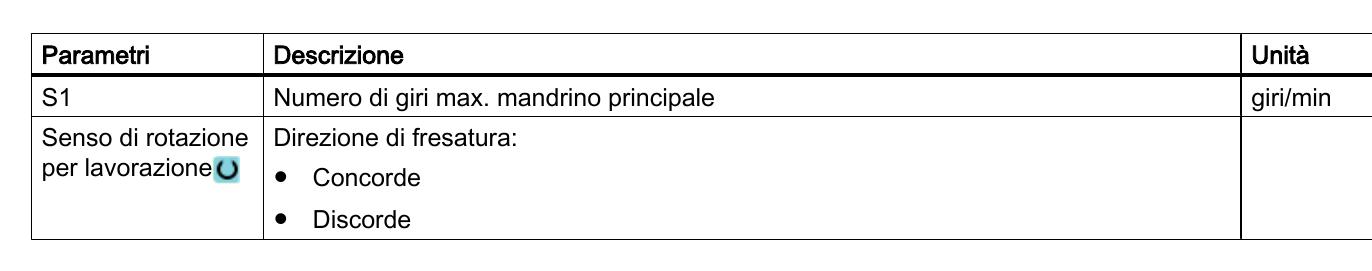 Parametri Descrizione Unità
S1 Numero di giri max. mandrino principale giri/min
Senso di rotazione Direzione di fresatura:
per lavorazione
● Concorde
● Discorde